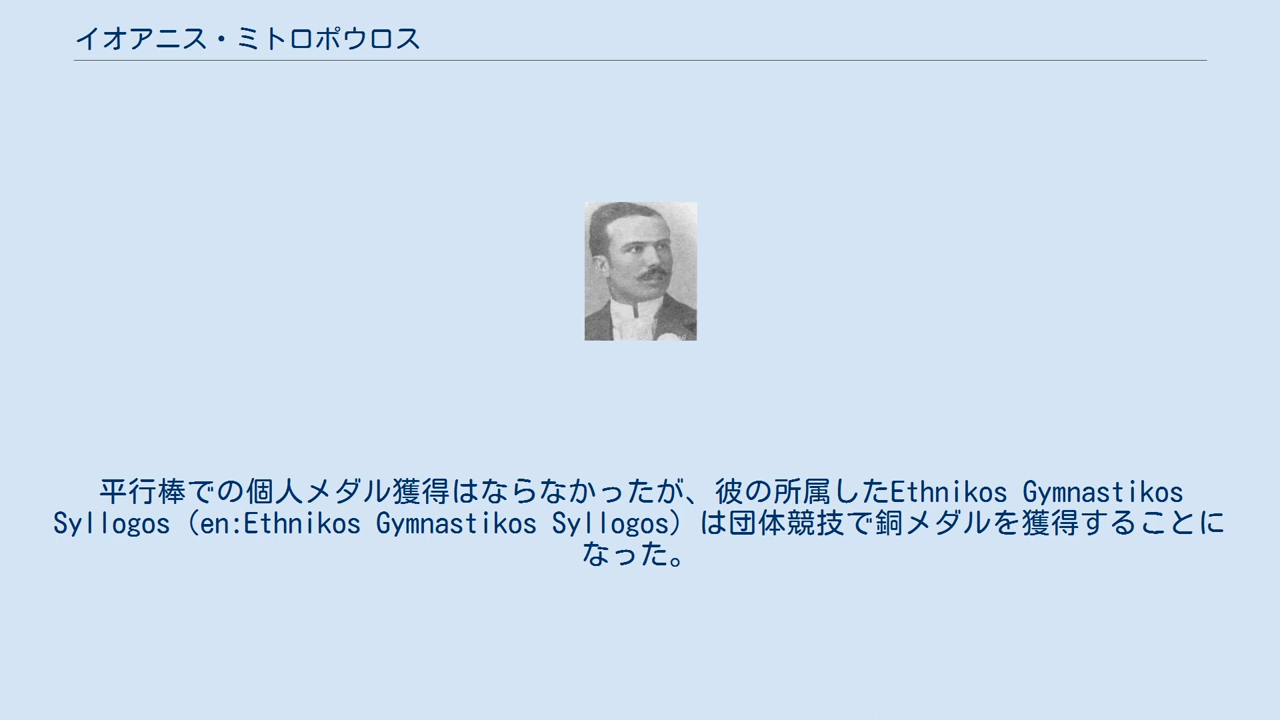 イオアニス・ミトロポウロス
平行棒での個人メダル獲得はならなかったが、彼の所属したEthnikos Gymnastikos
Syllogos（en:Ethnikos Gymnastikos Syllogos）は団体競技で銅メダルを獲得することに
なった。